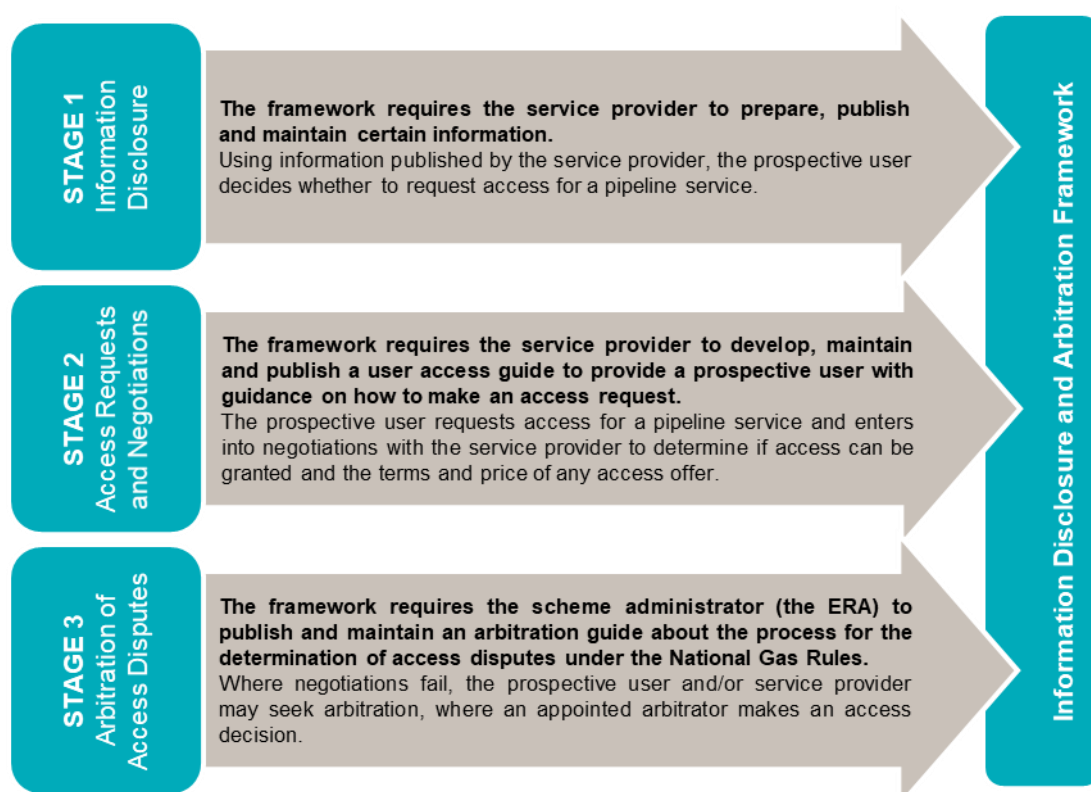 STAGE 1
Information
Disclosure
The framework requires the service provider to prepare, publish
and maintain certain information.
Using information published by the service provider, the prospective user
decides whether to request access for a pipeline service.
STAGE 2
Access Requests
and Negotiations
The framework requires the service provider to develop, maintain
and publish a user access guide to provide a prospective user with
guidance on how to make an access request.
The prospective user requests access for a pipeline service and enters
into negotiations with the service provider to determine if access can be
granted and the terms and price of any access offer.
STAGE 3
Arbitration of
Access Disputes
The framework requires the scheme administrator (the ERA) to
publish and maintain an arbitration guide about the process for the
determination of access disputes under the National Gas Rules.
Where negotiations fail, the prospective user and/or service provider
may seek arbitration, where an appointed arbitrator makes an access
decision.
Information Disclosure and Arbitration Framework